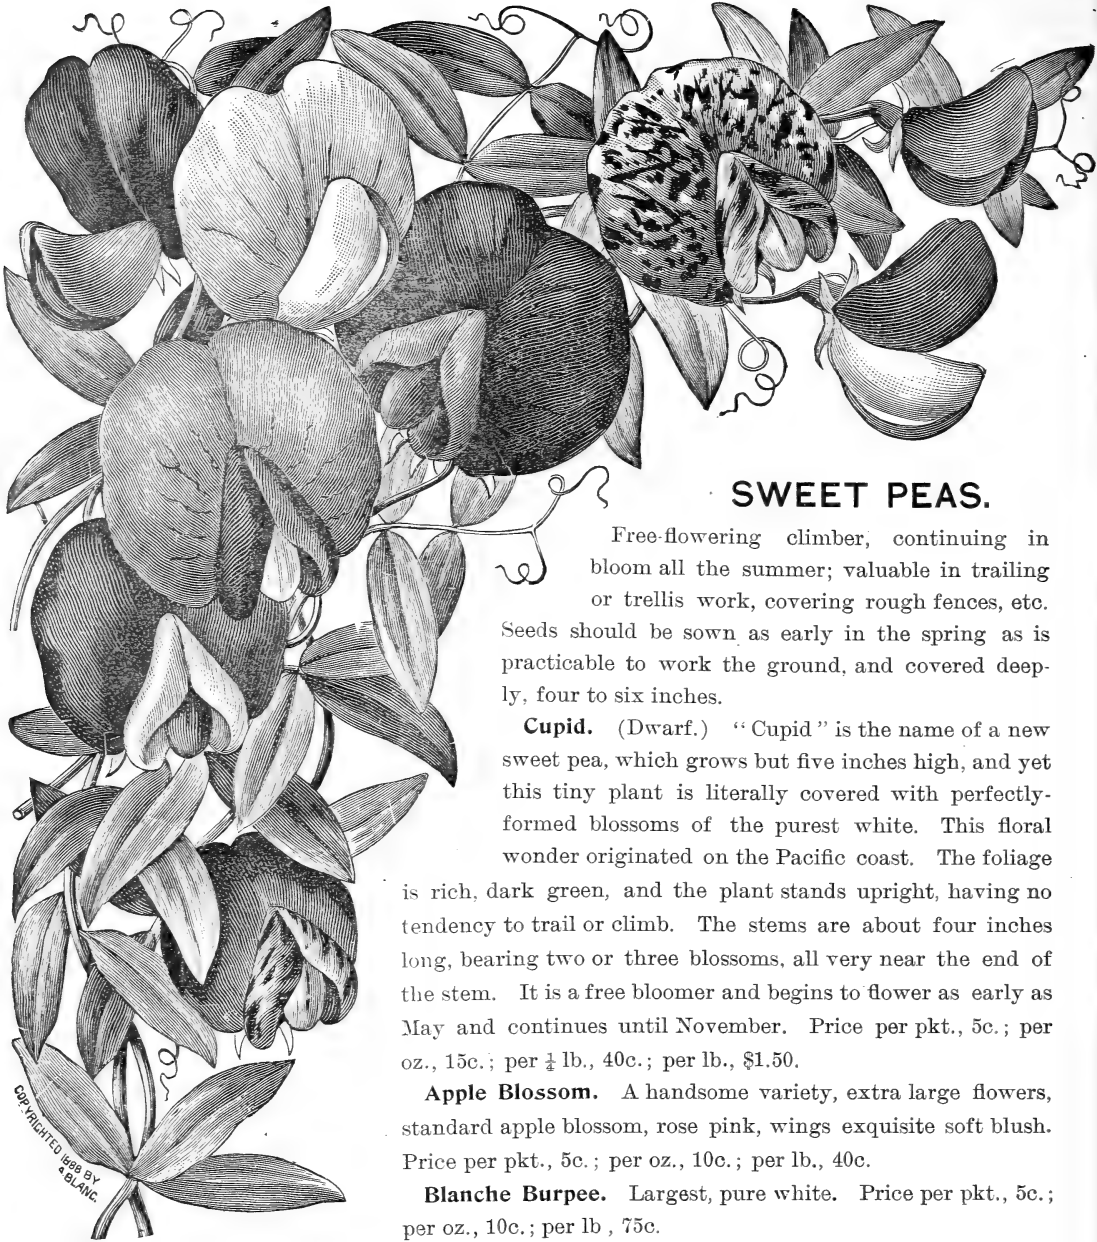 SWEET PEAS.
Free-flowering climber, continuing in
bloom all the summer; valuable in trailing
or trellis work, covering rough fences, etc.
Seeds should be sown as early in the spring as is
practicable to work the ground, and covered deep-
ly, four to six inches.
Cupid. (Dwarf.) "Cupid" is the name of a new
sweet pea, which grows but five inches high, and yet
this tiny plant is literally covered with perfectly-
formed blossoms of the purest white. This floral
wonder originated on the Pacific coast. The foliage
is rich, dark green, and the plant stands upright, having no
tendency to trail or climb. The stems are about four inches
long, bearing two or three blossoms, all very near the end of
the stem. It is a free bloomer and begins to flower as early as
May and continues until November. Price per pkt., 5c.; per
oz., 15c.; per ¼ lb., 40c.; per lb., $1.50.
Apple Blossom. A handsome variety, extra large flowers,
standard apple blossom, rose pink, wings exquisite soft blush.
Price per pkt., 5c.; per oz., 10c.; per lb., 40c.
Blanche Burpee. Largest, pure white. Price per pkt., 5c.;
per oz., 10c.; per lb , 75c.
COPYRIGHTED 1898 BY
A BLANC.